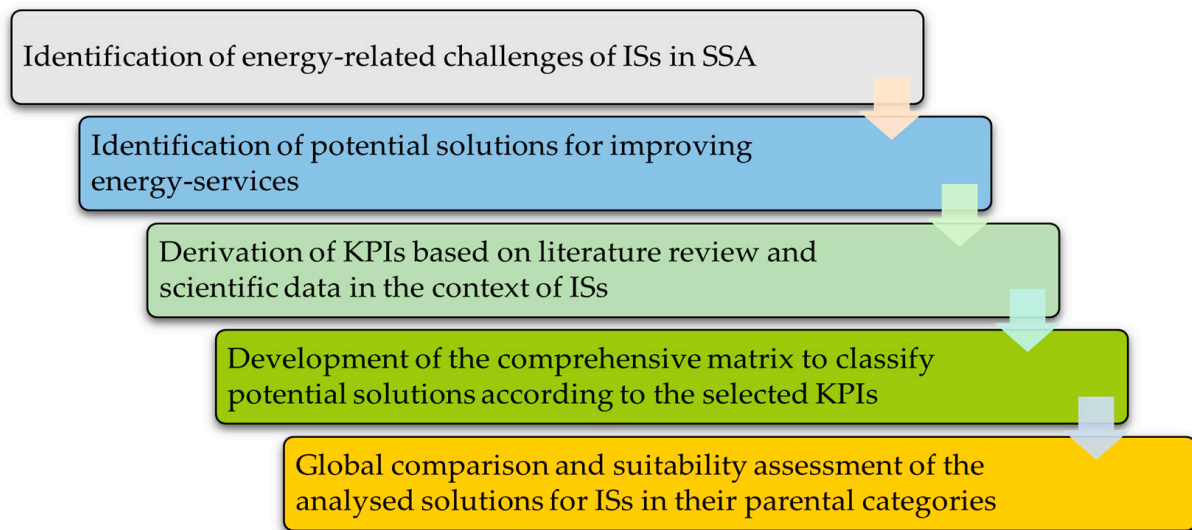 Identification of energy-related challenges of ISs in SSA
Identification of potential solutions for improving
energy-services
Derivation of KPIs based on literature review and
scientific data in the context of ISs
Development of the comprehensive matrix to classify
potential solutions according to the selected KPIs
Global comparison and suitability assessment of the
analysed solutions for ISs in their parental categories